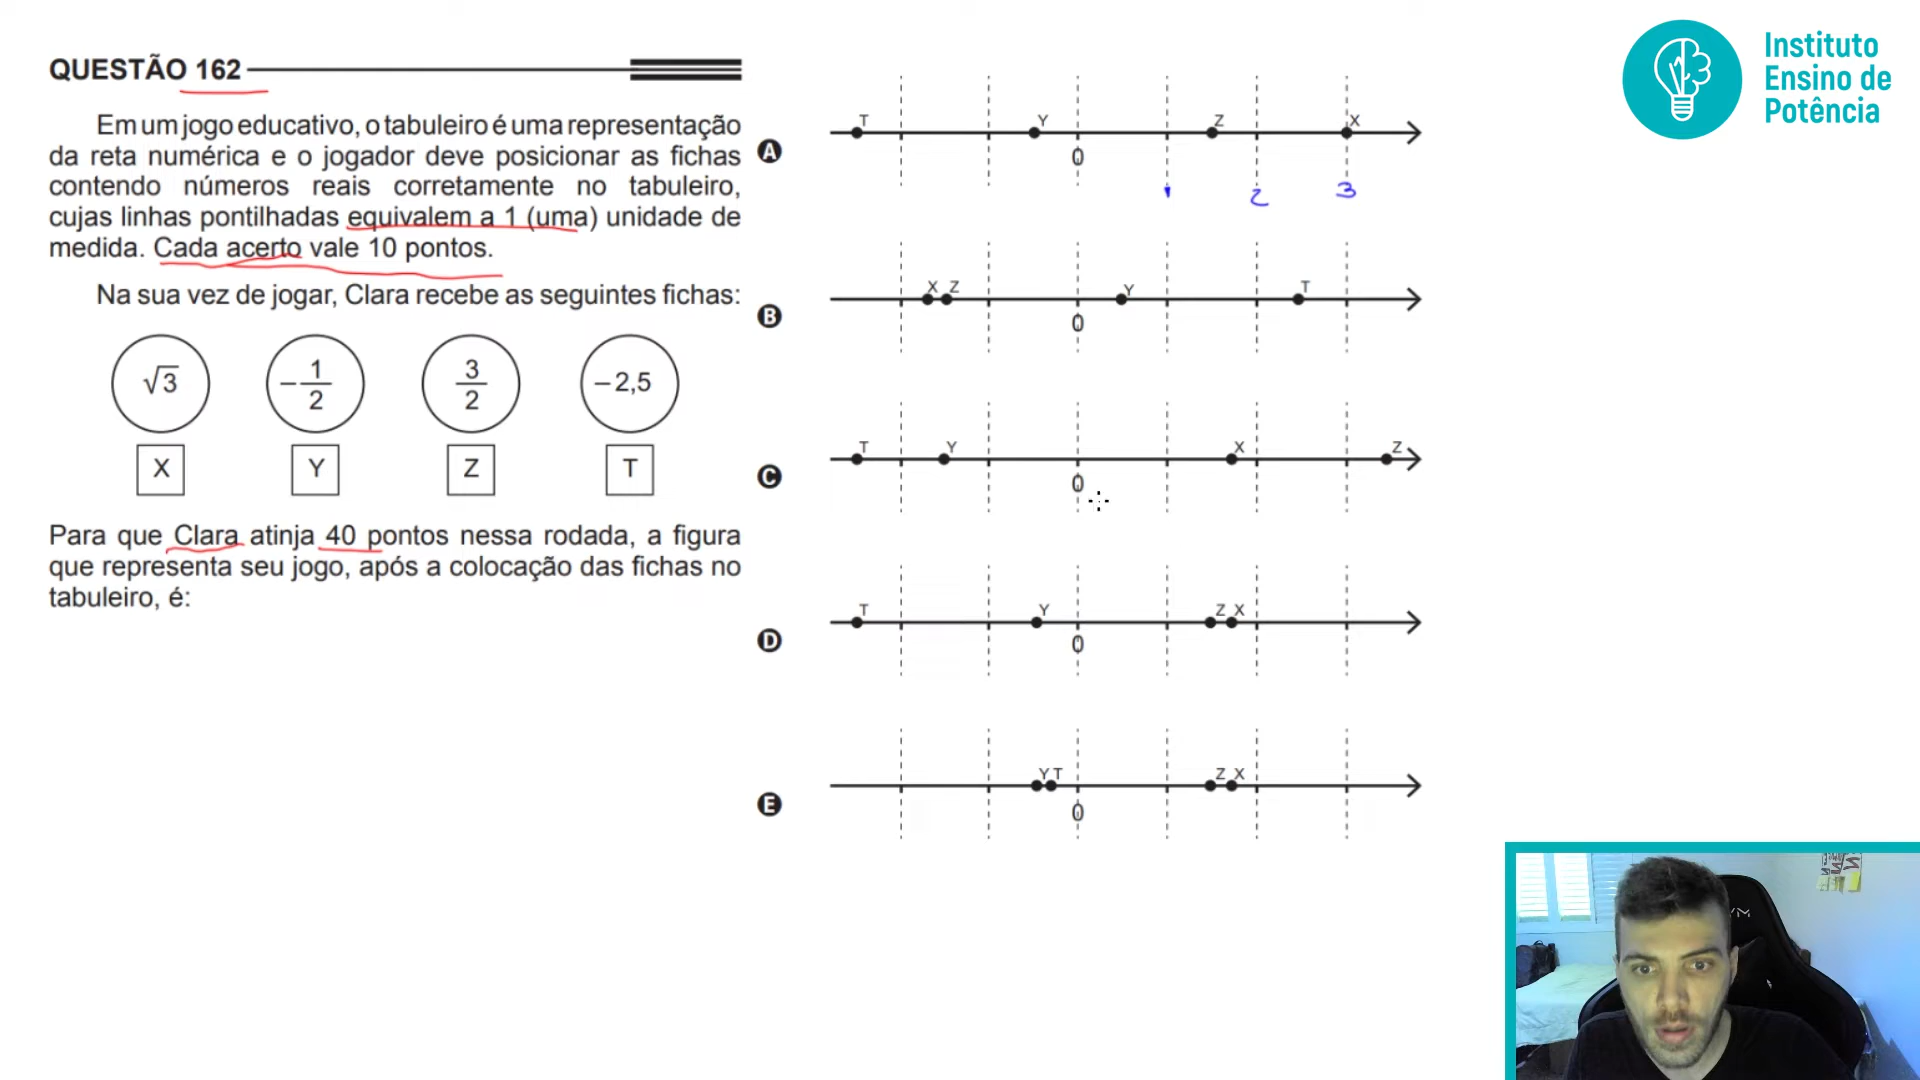 QUESTÃO 162
Em um jogo educativo, o tabuleiro é uma representação
da reta numérica e o jogador deve posicionar as fichas
contendo números reais corretamente no tabuleiro,
cujas linhas pontilhadas equivalem a 1 (uma) unidade de
medida. Cada acerto vale 10 pontos.
Na sua vez de jogar, Clara recebe as seguintes fichas:
√3 −1/2 3/2 −2,5
X Y Z T
Para que Clara atinja 40 pontos nessa rodada, a figura
que representa seu jogo, após a colocação das fichas no
tabuleiro, é:
A T Y 0 Z X
1 2 3
B X Z 0 Y T
C T Y 0 X Z
D T Y 0 Z X
E Y T 0 Z X
Instituto
Ensino de
Potência